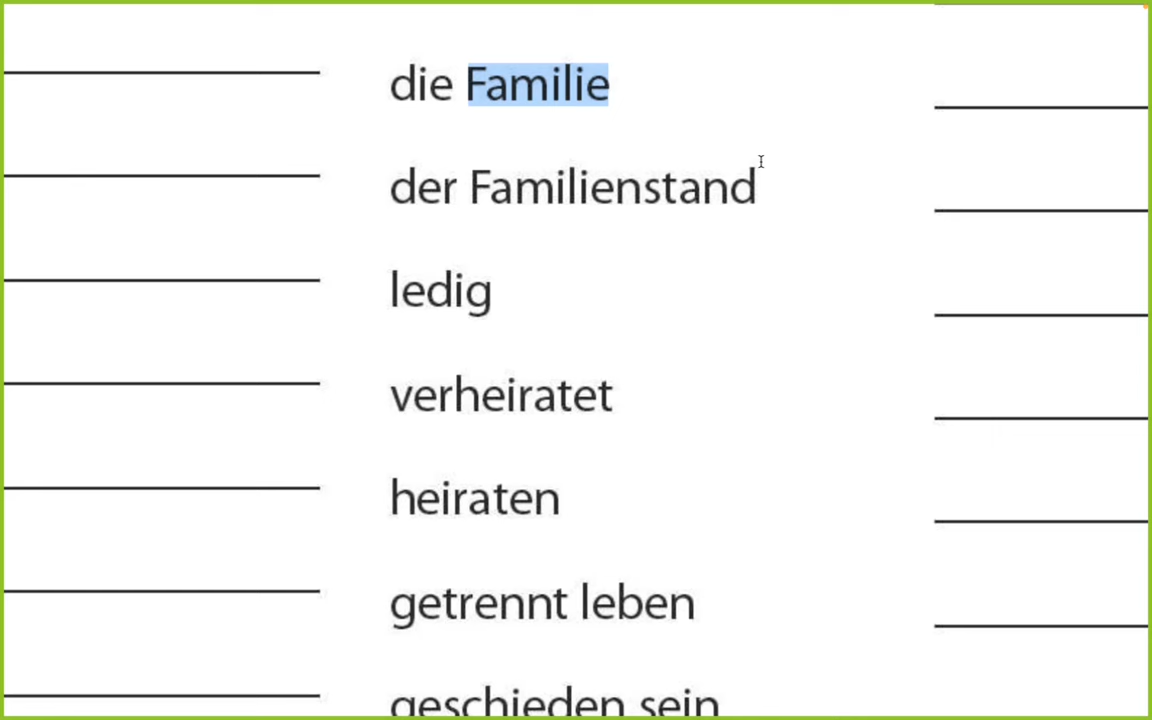 die Familie
der Familienstand
ledig
verheiratet
heiraten
getrennt leben
geschieden sein